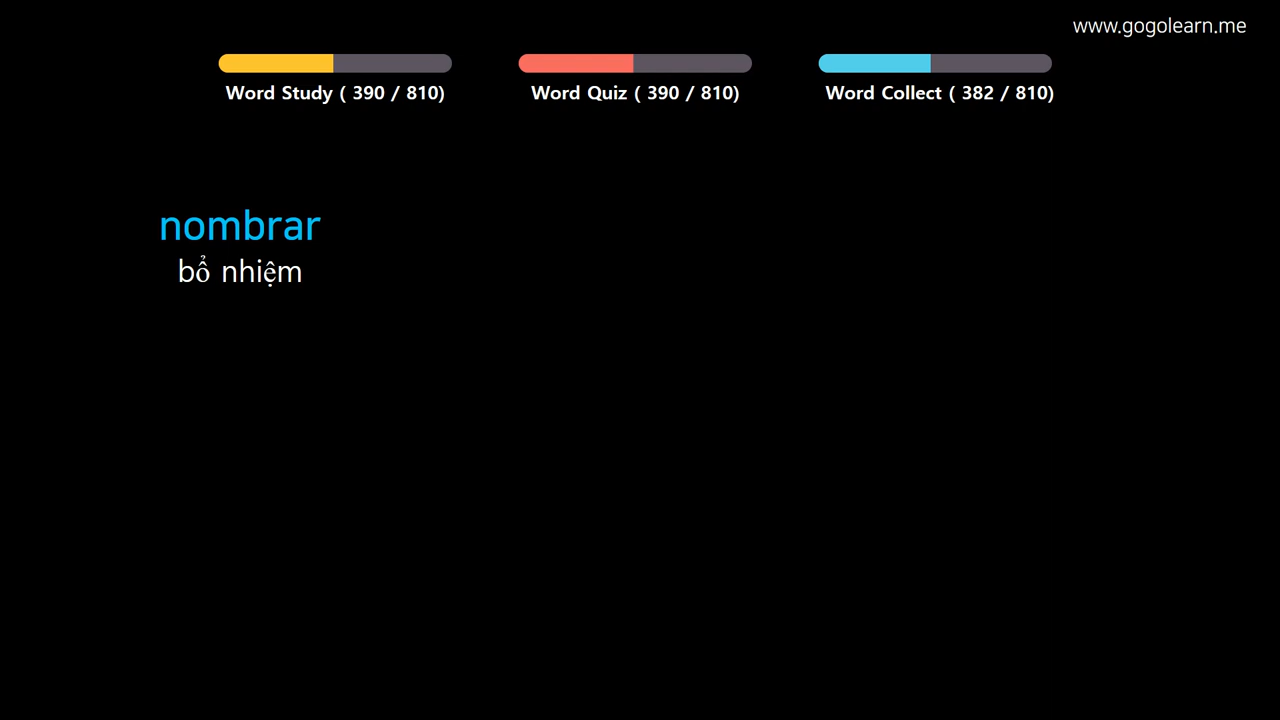 www.gogolearn.me
Word Study ( 390 / 810)
Word Quiz ( 390 / 810)
Word Collect ( 382 / 810)
nombrar
bổ nhiệm